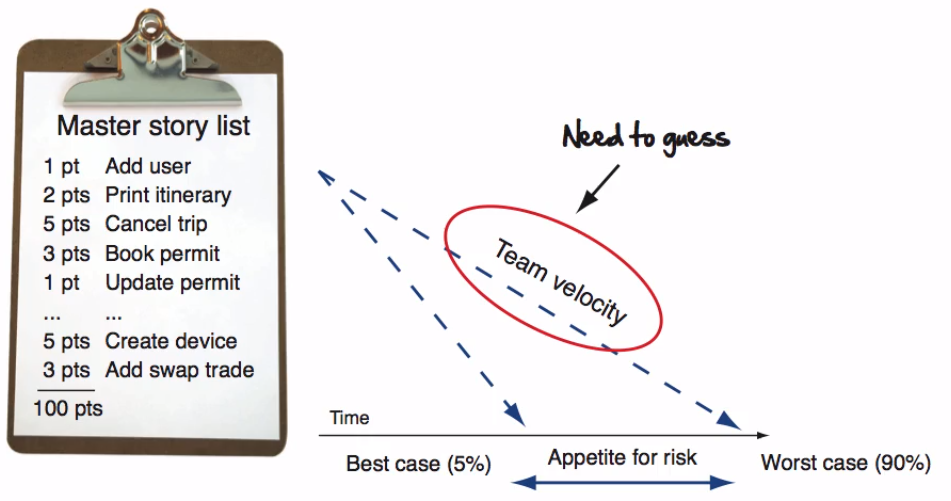 Master story list
1 pt Add user
2 pts Print itinerary
5 pts Cancel trip
3 pts Book permit
1 pt Update permit
... ...
5 pts Create device
3 pts Add swap trade
100 pts
Need to guess
Team velocity
Time
Best case (5%)
Appetite for risk
Worst case (90%)